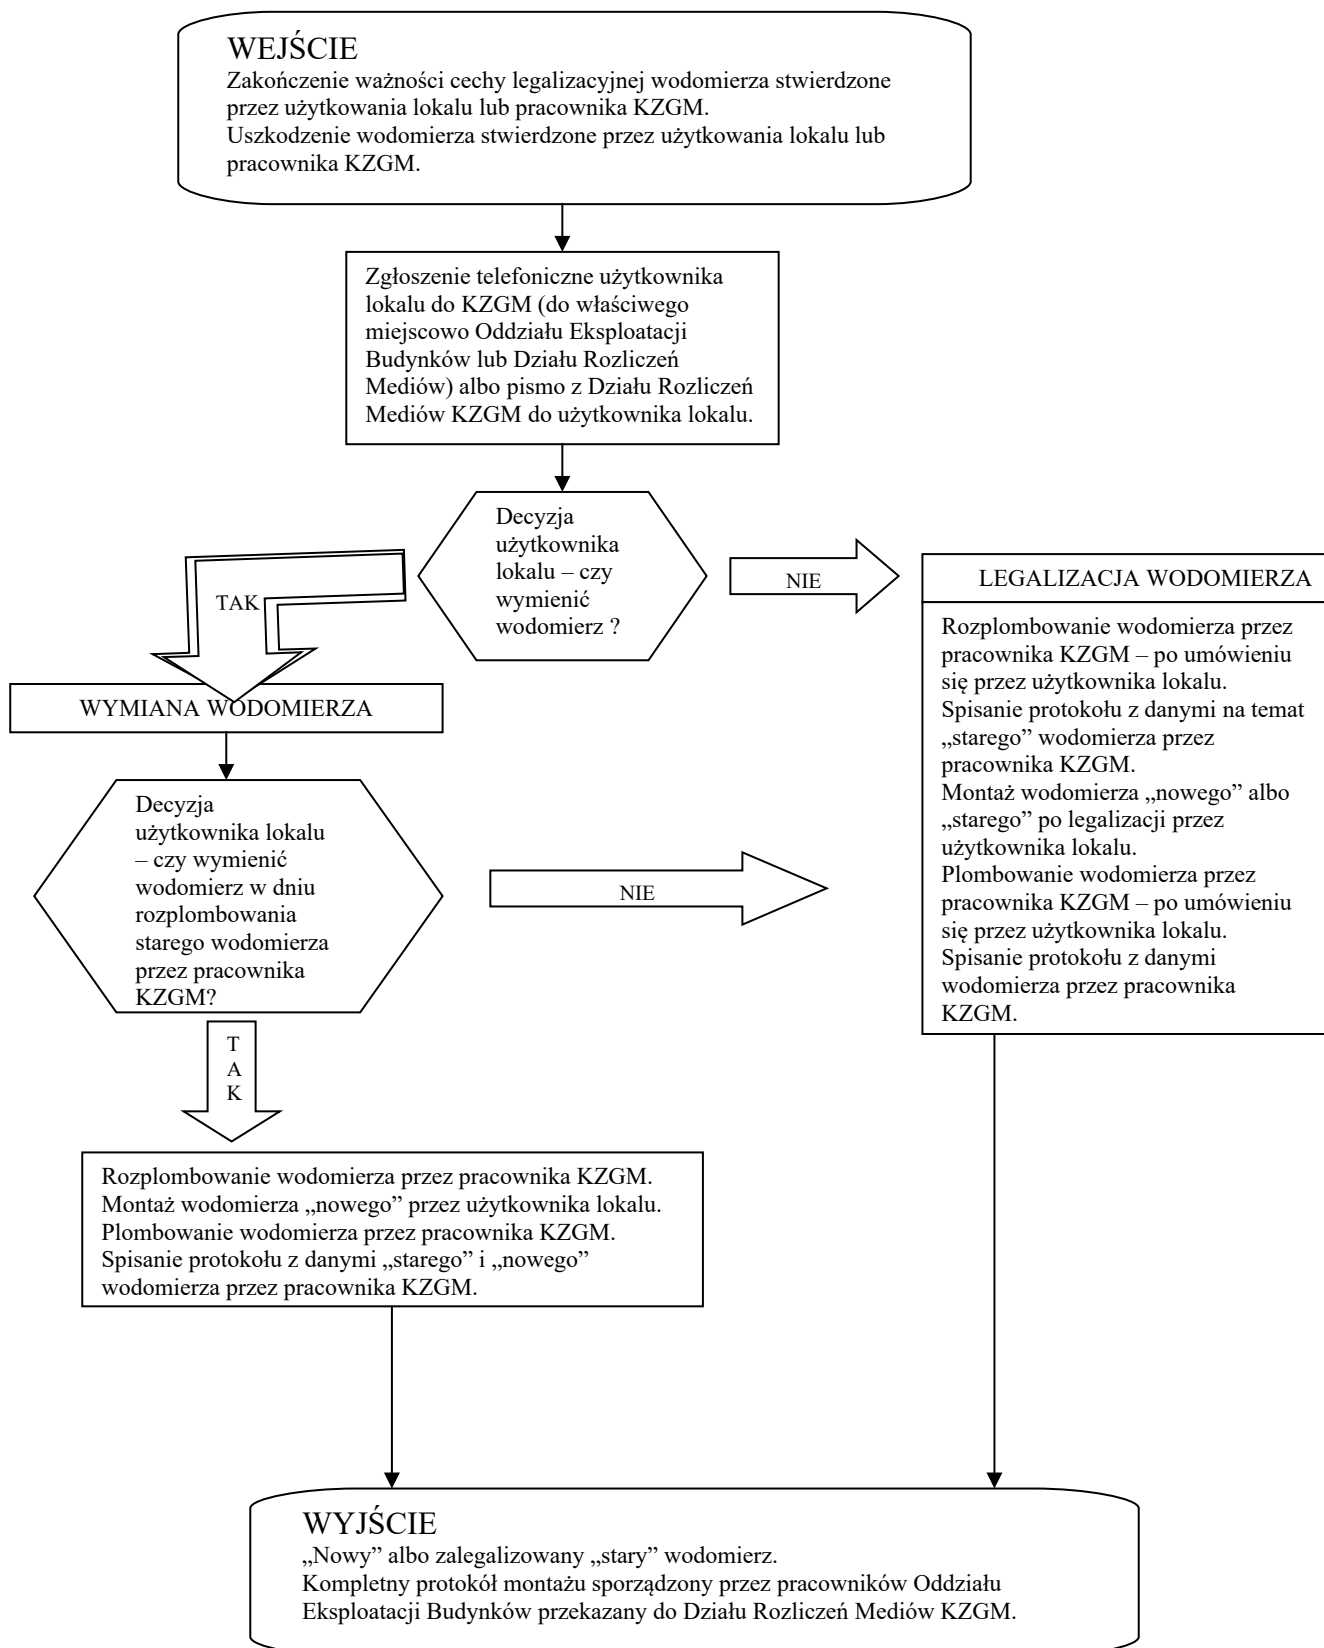 WEJŚCIE
Zakończenie ważności cechy legalizacyjnej wodomierza stwierdzone
przez użytkowania lokalu lub pracownika KZGM.
Uszkodzenie wodomierza stwierdzone przez użytkowania lokalu lub
pracownika KZGM.
Zgłoszenie telefoniczne użytkownika
lokalu do KZGM (do właściwego
miejscowo Oddziału Eksploatacji
Budynków lub Działu Rozliczeń
Mediów) albo pismo z Działu Rozliczeń
Mediów KZGM do użytkownika lokalu.
Decyzja
użytkownika
lokalu – czy
wymienić
wodomierz ?
TAK
NIE
WYMIANA WODOMIERZA
Decyzja
użytkownika lokalu
– czy wymienić
wodomierz w dniu
rozplombowania
starego wodomierza
przez pracownika
KZGM?
NIE
LEGALIZACJA WODOMIERZA
Rozplombowanie wodomierza przez
pracownika KZGM – po umówieniu
się przez użytkownika lokalu.
Spisanie protokołu z danymi na temat
„starego” wodomierza przez
pracownika KZGM.
Montaż wodomierza „nowego” albo
„starego” po legalizacji przez
użytkownika lokalu.
Plombowanie wodomierza przez
pracownika KZGM – po umówieniu
się przez użytkownika lokalu.
Spisanie protokołu z danymi
wodomierza przez pracownika
KZGM.
T
A
K
Rozplombowanie wodomierza przez pracownika KZGM.
Montaż wodomierza „nowego” przez użytkownika lokalu.
Plombowanie wodomierza przez pracownika KZGM.
Spisanie protokołu z danymi „starego” i „nowego”
wodomierza przez pracownika KZGM.
WYJŚCIE
„Nowy” albo zalegalizowany „stary” wodomierz.
Kompletny protokół montażu sporządzony przez pracowników Oddziału
Eksploatacji Budynków przekazany do Działu Rozliczeń Mediów KZGM.